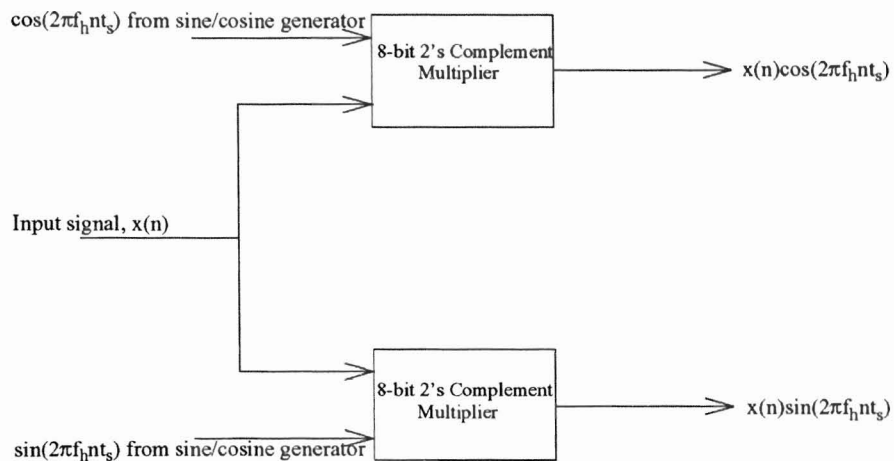 cos(2πf_hnt_s) from sine/cosine generator
8-bit 2's Complement
Multiplier
x(n)cos(2πf_hnt_s)
Input signal, x(n)
8-bit 2's Complement
Multiplier
x(n)sin(2πf_hnt_s)
sin(2πf_hnt_s) from sine/cosine generator